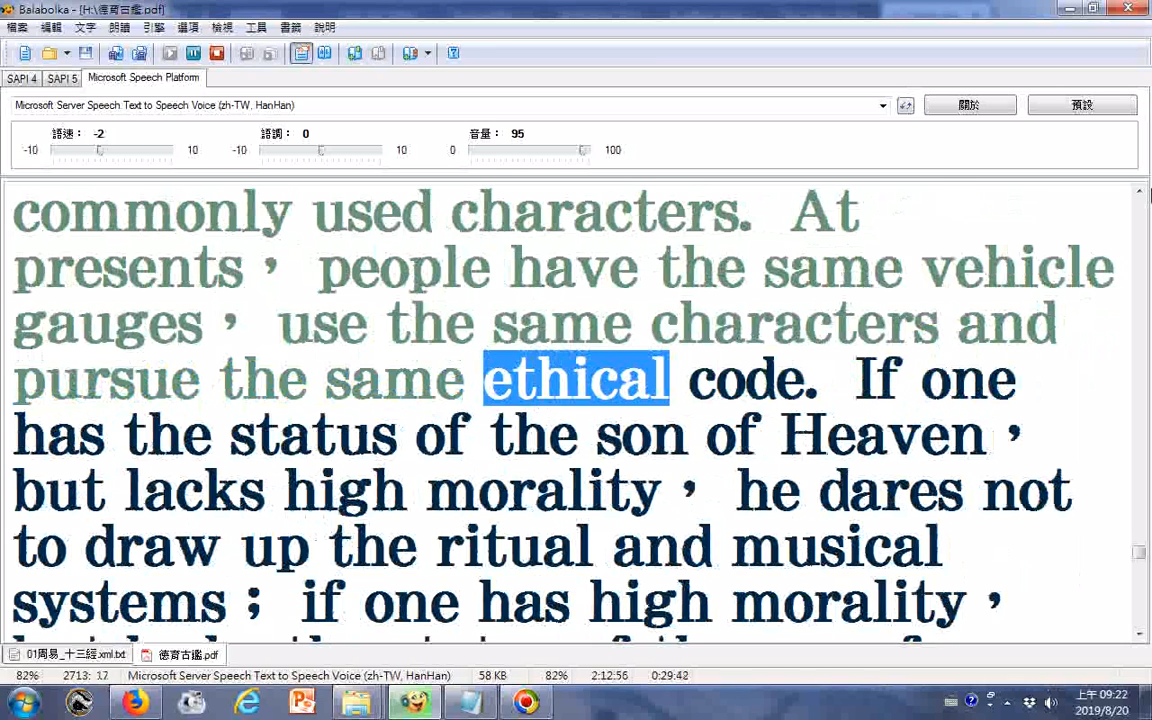 Balabolka - [H:\德育古鑑.pdf]
檔案 編輯 文字 朗讀 引擎 選項 檢視 工具 書籤 說明
SAPI 4 SAPI 5 Microsoft Speech Platform
Microsoft Server Speech Text to Speech Voice (zh-TW, HanHan) 關於 預設
語速： -2 語調： 0 音量： 95
-10 10 -10 10 0 100
commonly used characters. At
presents， people have the same vehicle
gauges， use the same characters and
pursue the same ethical code. If one
has the status of the son of Heaven，
but lacks high morality， he dares not
to draw up the ritual and musical
systems； if one has high morality，
01周易_十三經.xml.txt 德育古鑑.pdf
82% 2713: 17 Microsoft Server Speech Text to Speech Voice (zh-TW, HanHan) 58 KB 82% 2:12:56 0:29:42
上午 09:22
2019/8/20